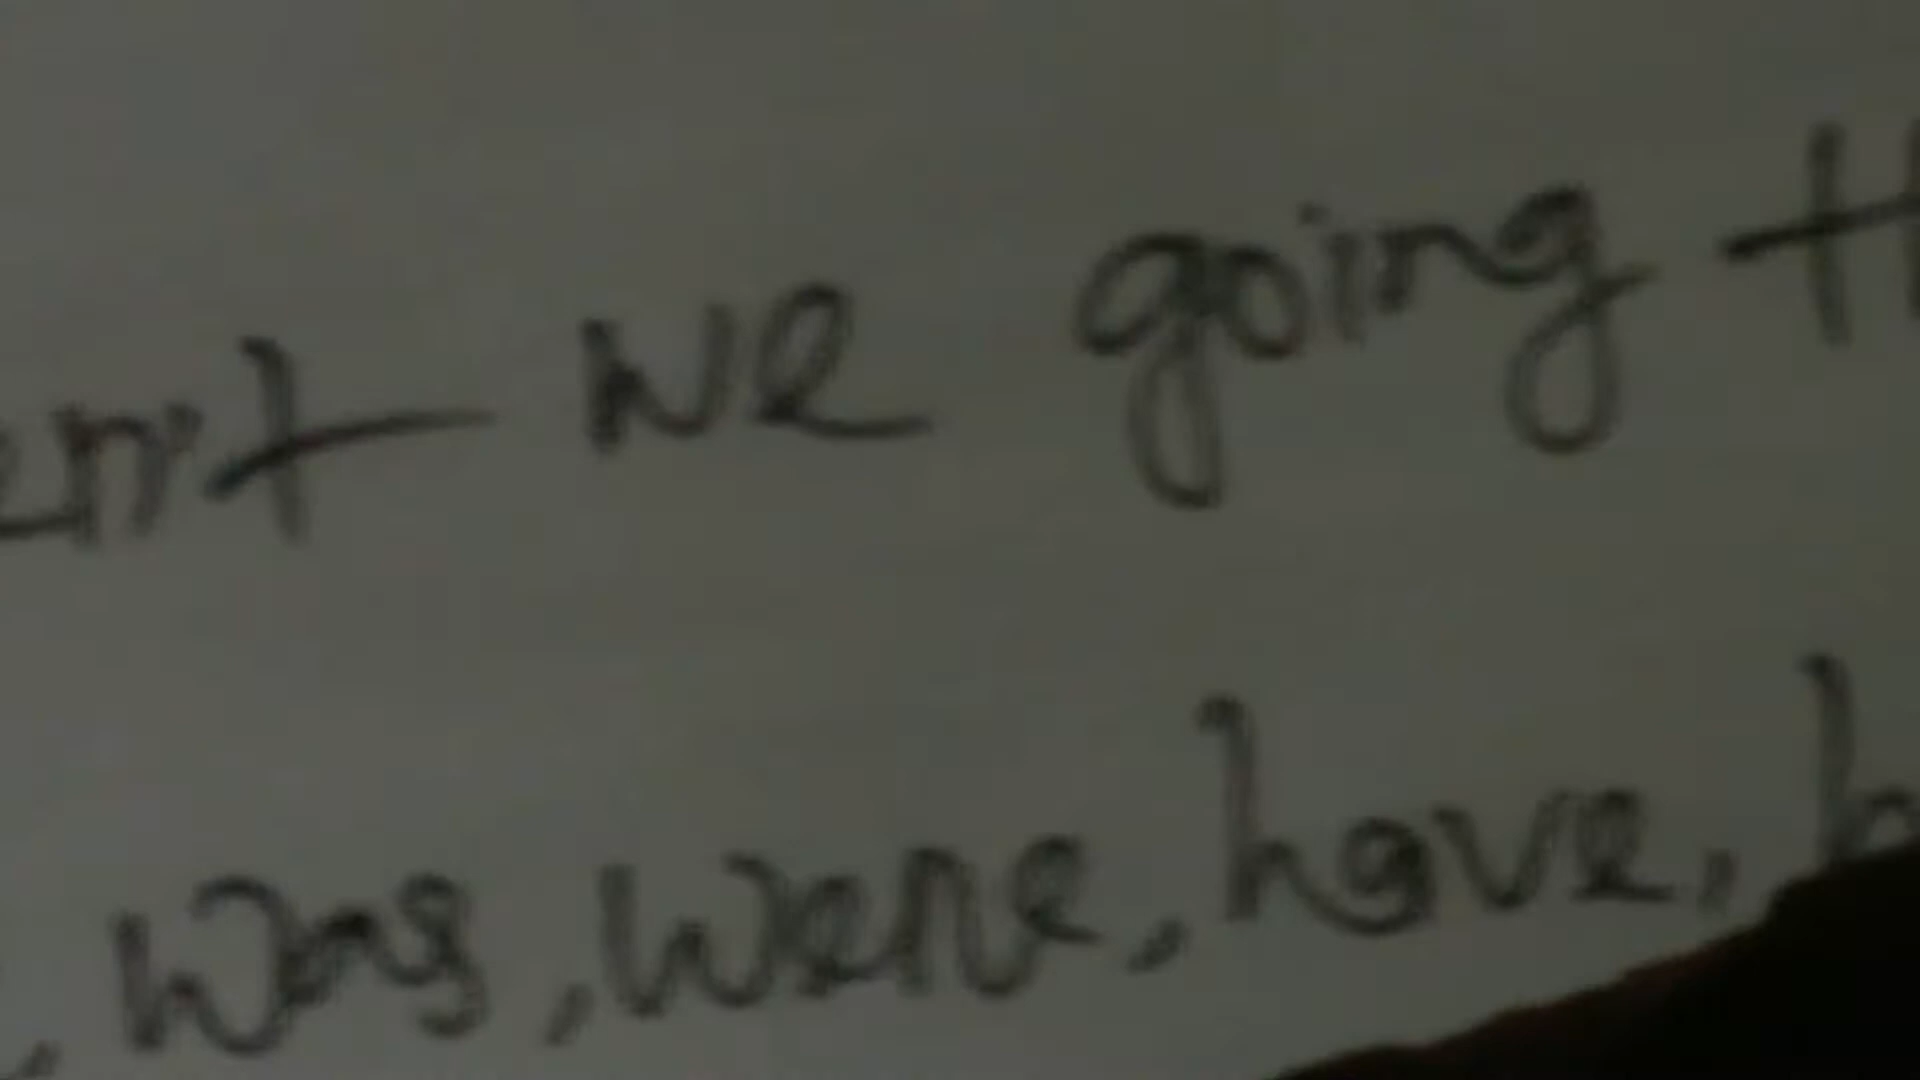 we going
, was, were, have,